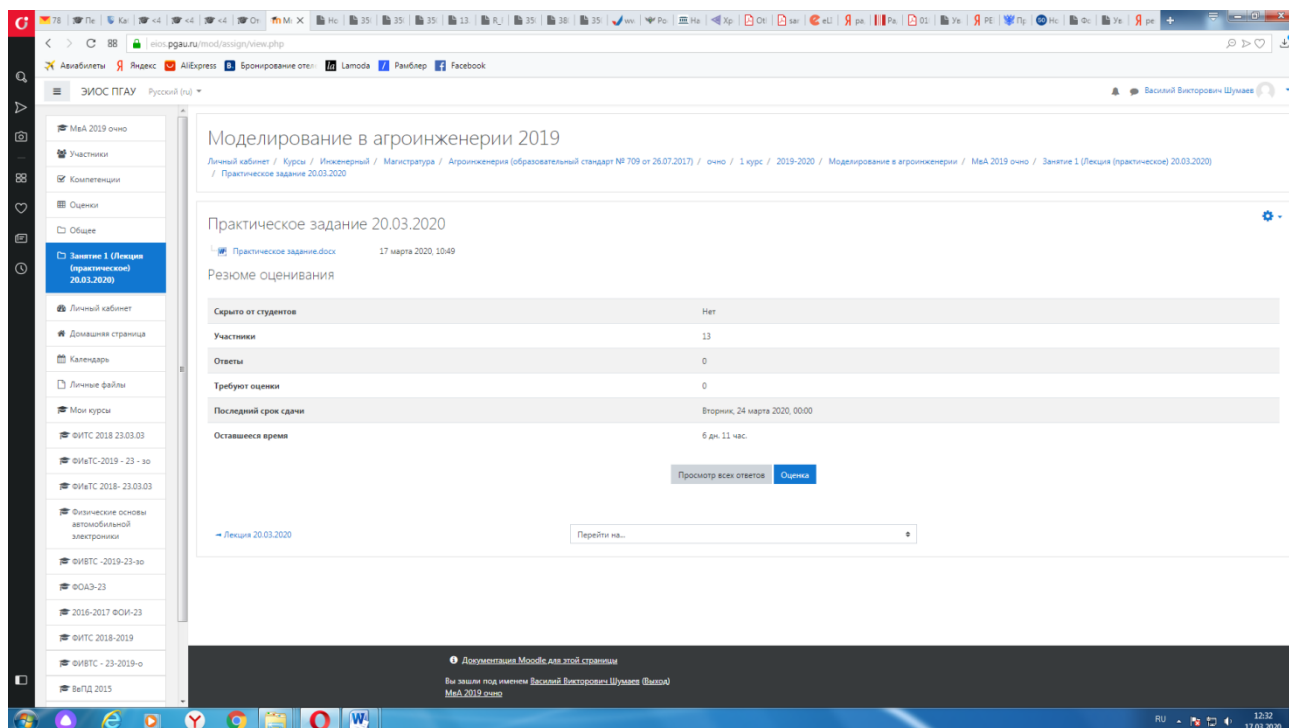 78
eios.pgau.ru/mod/assign/view.php
Авиабилеты Яндекс AliExpress Бронирование отел Lamoda Рамблер Facebook
ЭИОС ПГАУ Русский (ru)
Василий Викторович Шумаев
МвА 2019 очно
Участники
Компетенции
Оценки
Общее
Занятие 1 (Лекция
(практическое)
20.03.2020)
Личный кабинет
Домашняя страница
Календарь
Личные файлы
Мои курсы
ФИТС 2018 23.03.03
ФИвТС-2019 - 23 - зо
ФИвТС 2018- 23.03.03
Физические основы
автомобильной
электроники
ФИВТС -2019-23-зо
ФОАЭ-23
2016-2017 ФОИ-23
ФИТС 2018-2019
ФИВТС - 23-2019-о
ВвПД 2015
Моделирование в агроинженерии 2019
Личный кабинет / Курсы / Инженерный / Магистратура / Агроинженерия (образовательный стандарт № 709 от 26.07.2017) / очно / 1 курс / 2019-2020 / Моделирование в агроинженерии / МвА 2019 очно / Занятие 1 (Лекция (практическое) 20.03.2020)
/ Практическое задание 20.03.2020
Практическое задание 20.03.2020
Практическое задание.docx 17 марта 2020, 10:49
Резюме оценивания
Скрыто от студентов Нет
Участники 13
Ответы 0
Требуют оценки 0
Последний срок сдачи Вторник, 24 марта 2020, 00:00
Оставшееся время 6 дн. 11 час.
Просмотр всех ответов Оценка
→ Лекция 20.03.2020 Перейти на...
Документация Moodle для этой страницы
Вы зашли под именем Василий Викторович Шумаев (Выход)
МвА 2019 очно
RU 12:32
17.03.2020